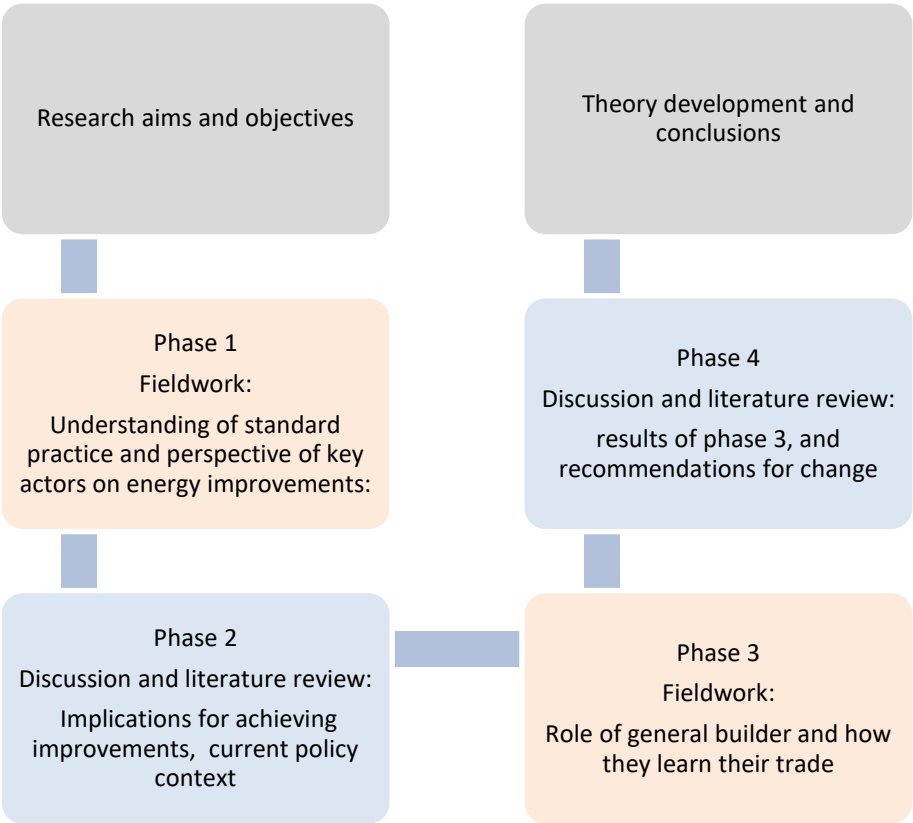 Research aims and objectives
Phase 1
Fieldwork:
Understanding of standard
practice and perspective of key
actors on energy improvements:
Phase 2
Discussion and literature review:
Implications for achieving
improvements, current policy
context
Phase 3
Fieldwork:
Role of general builder and how
they learn their trade
Phase 4
Discussion and literature review:
results of phase 3, and
recommendations for change
Theory development and
conclusions